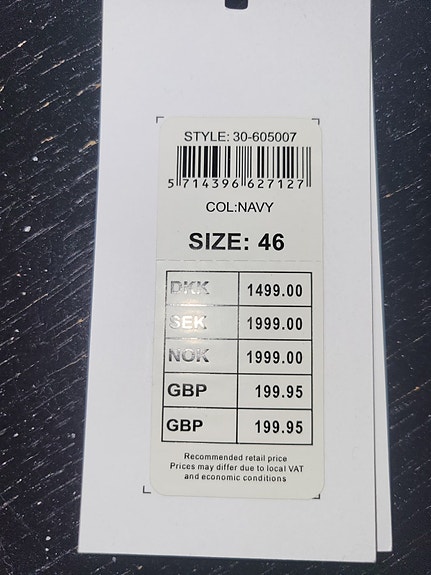 STYLE: 30-605007
5 714396 627127
COL:NAVY
SIZE: 46
DKK 1499.00
SEK 1999.00
NOK 1999.00
GBP 199.95
GBP 199.95
Recommended retail price
Prices may differ due to local VAT
and economic conditions